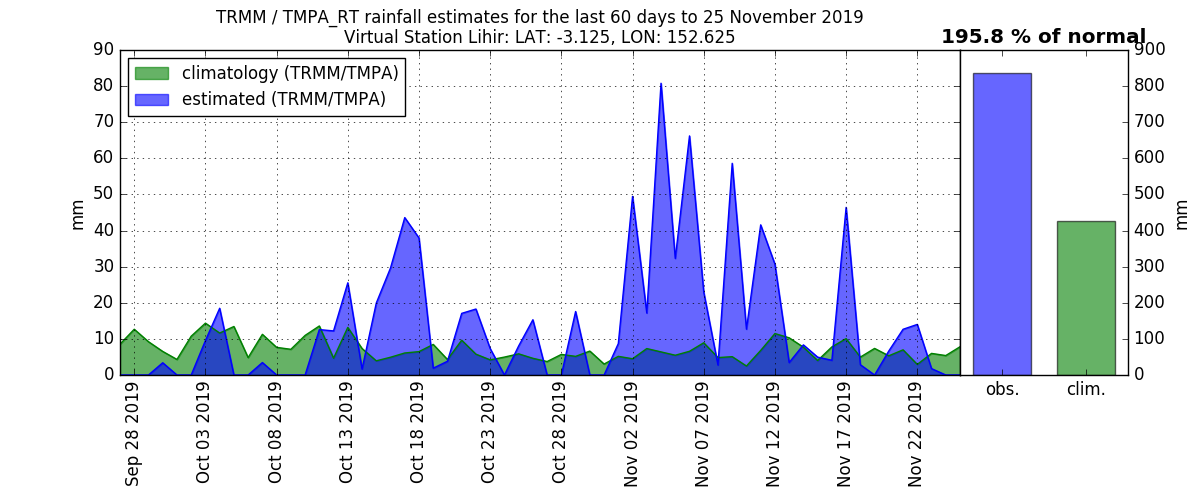 TRMM / TMPA_RT rainfall estimates for the last 60 days to 25 November 2019
Virtual Station Lihir: LAT: -3.125, LON: 152.625
195.8 % of normal
climatology (TRMM/TMPA)
estimated (TRMM/TMPA)
mm
90
80
70
60
50
40
30
20
10
0
Sep 28 2019
Oct 03 2019
Oct 08 2019
Oct 13 2019
Oct 18 2019
Oct 23 2019
Oct 28 2019
Nov 02 2019
Nov 07 2019
Nov 12 2019
Nov 17 2019
Nov 22 2019
obs.
clim.
900
800
700
600
500
400
300
200
100
0
mm